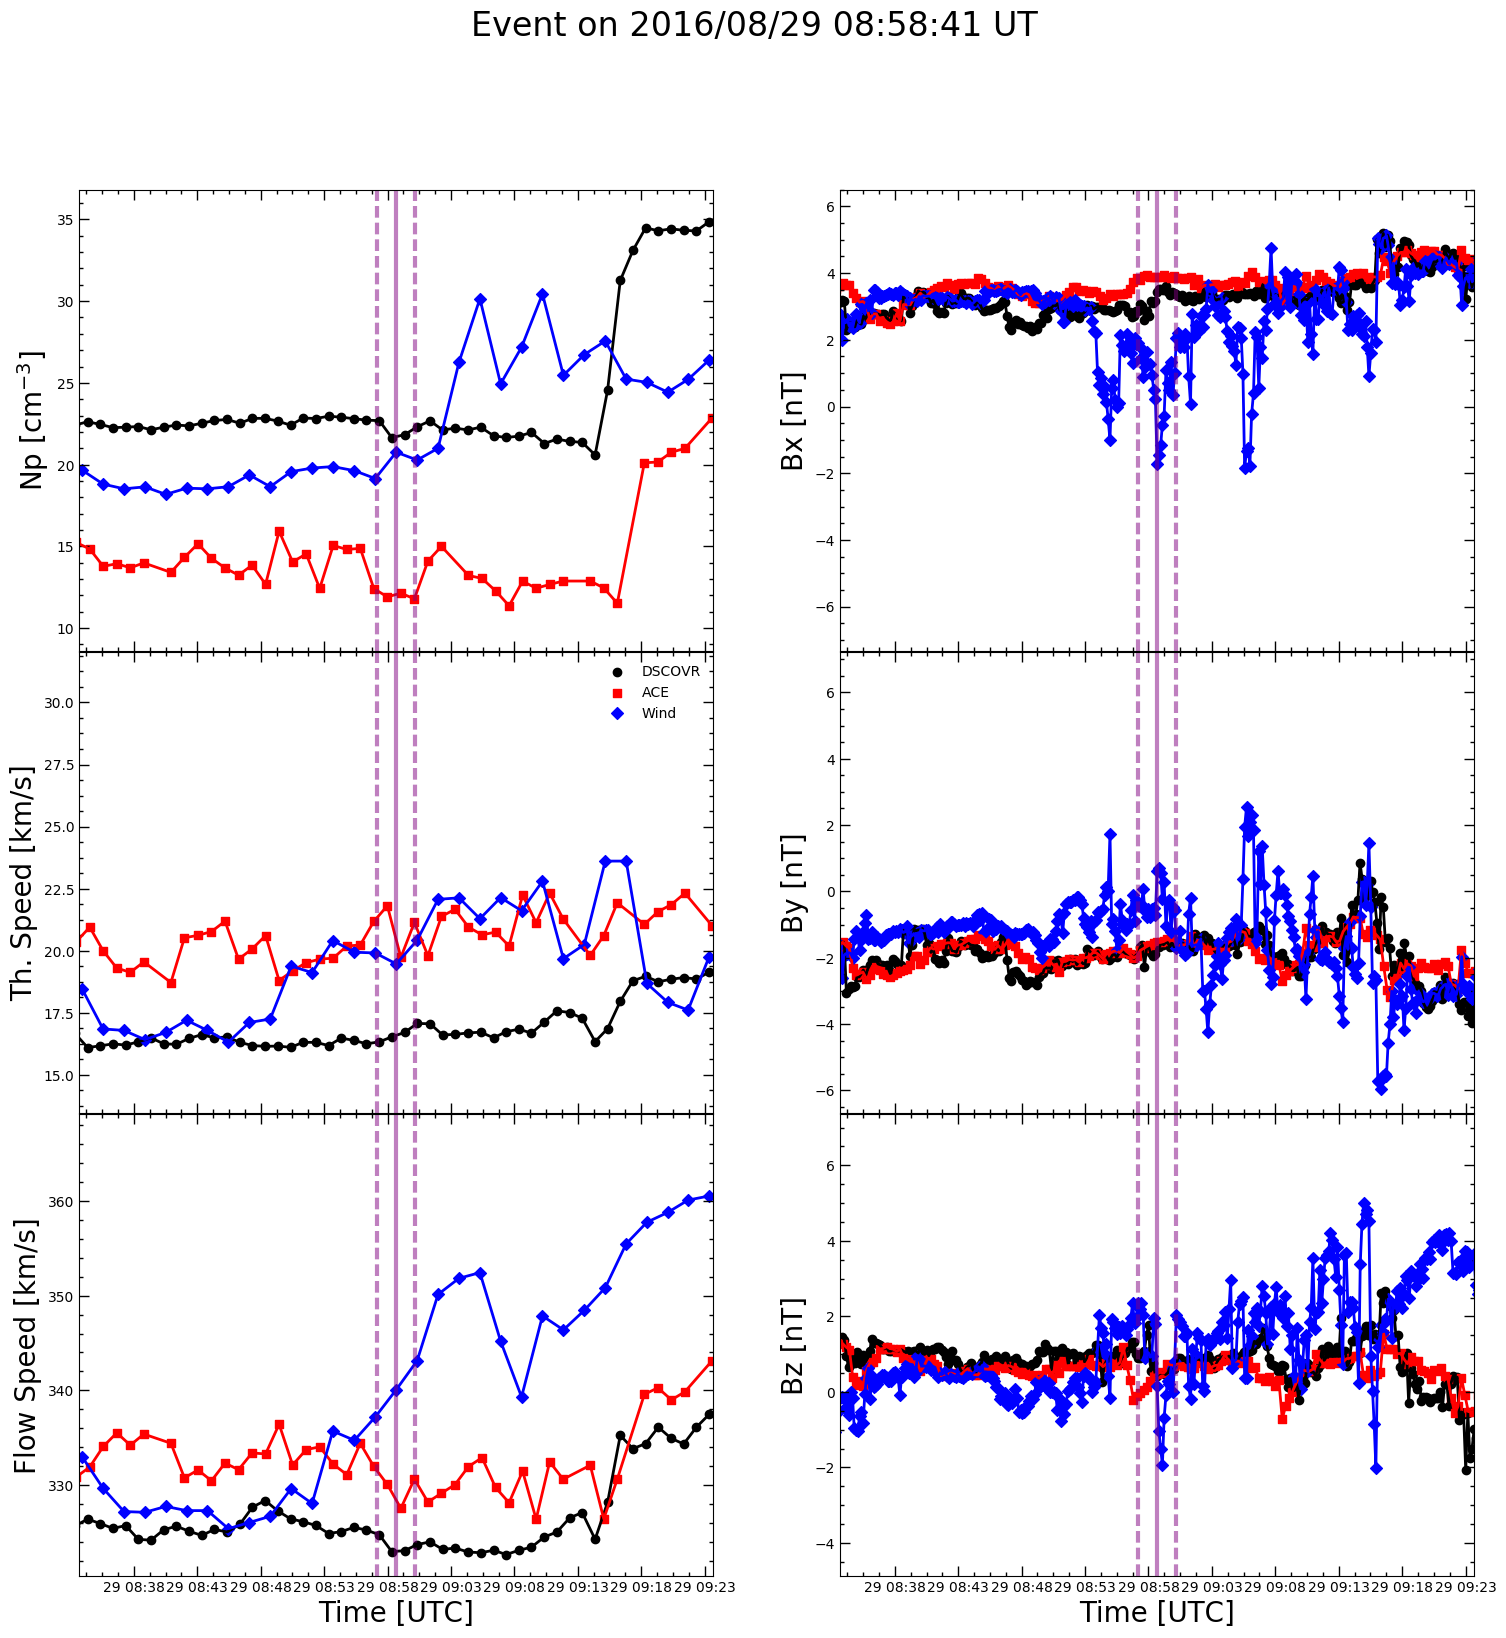 Event on 2016/08/29 08:58:41 UT
35
30
25
20
15
10
Np [cm⁻³]
6
4
2
0
−2
−4
−6
Bx [nT]
DSCOVR
ACE
Wind
30.0
27.5
25.0
22.5
20.0
17.5
15.0
Th. Speed [km/s]
6
4
2
0
−2
−4
−6
By [nT]
360
350
340
330
Flow Speed [km/s]
29 08:38 29 08:43 29 08:48 29 08:53 29 08:58 29 09:03 29 09:08 29 09:13 29 09:18 29 09:23
Time [UTC]
6
4
2
0
−2
−4
Bz [nT]
29 08:38 29 08:43 29 08:48 29 08:53 29 08:58 29 09:03 29 09:08 29 09:13 29 09:18 29 09:23
Time [UTC]